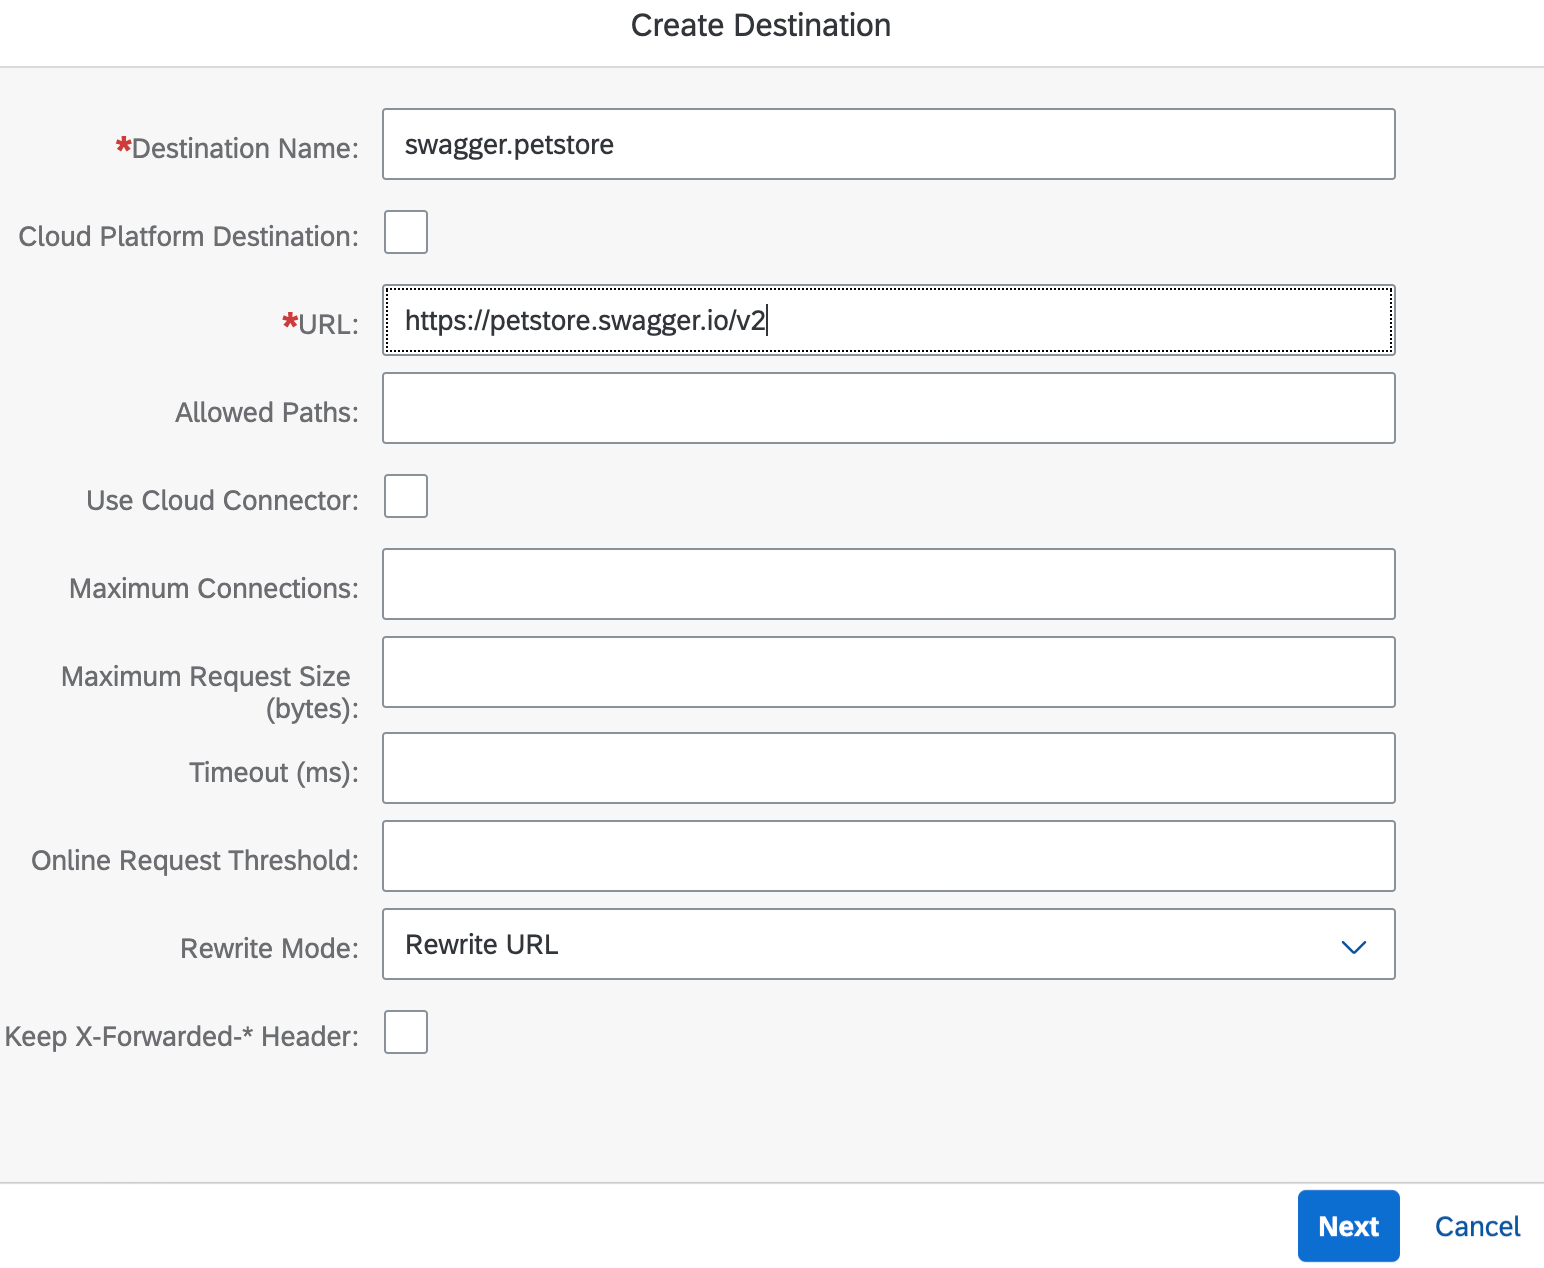 Create Destination
*Destination Name: swagger.petstore
Cloud Platform Destination:
*URL: https://petstore.swagger.io/v2
Allowed Paths:
Use Cloud Connector:
Maximum Connections:
Maximum Request Size
(bytes):
Timeout (ms):
Online Request Threshold:
Rewrite Mode: Rewrite URL
Keep X-Forwarded-* Header:
Next Cancel